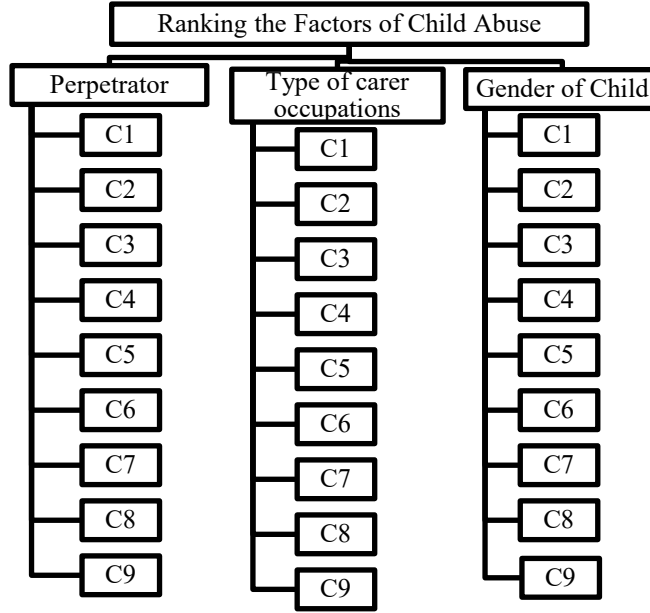 Ranking the Factors of Child Abuse
Perpetrator
C1
C2
C3
C4
C5
C6
C7
C8
C9
Type of carer
occupations
C1
C2
C3
C4
C5
C6
C7
C8
C9
Gender of Child
C1
C2
C3
C4
C5
C6
C7
C8
C9